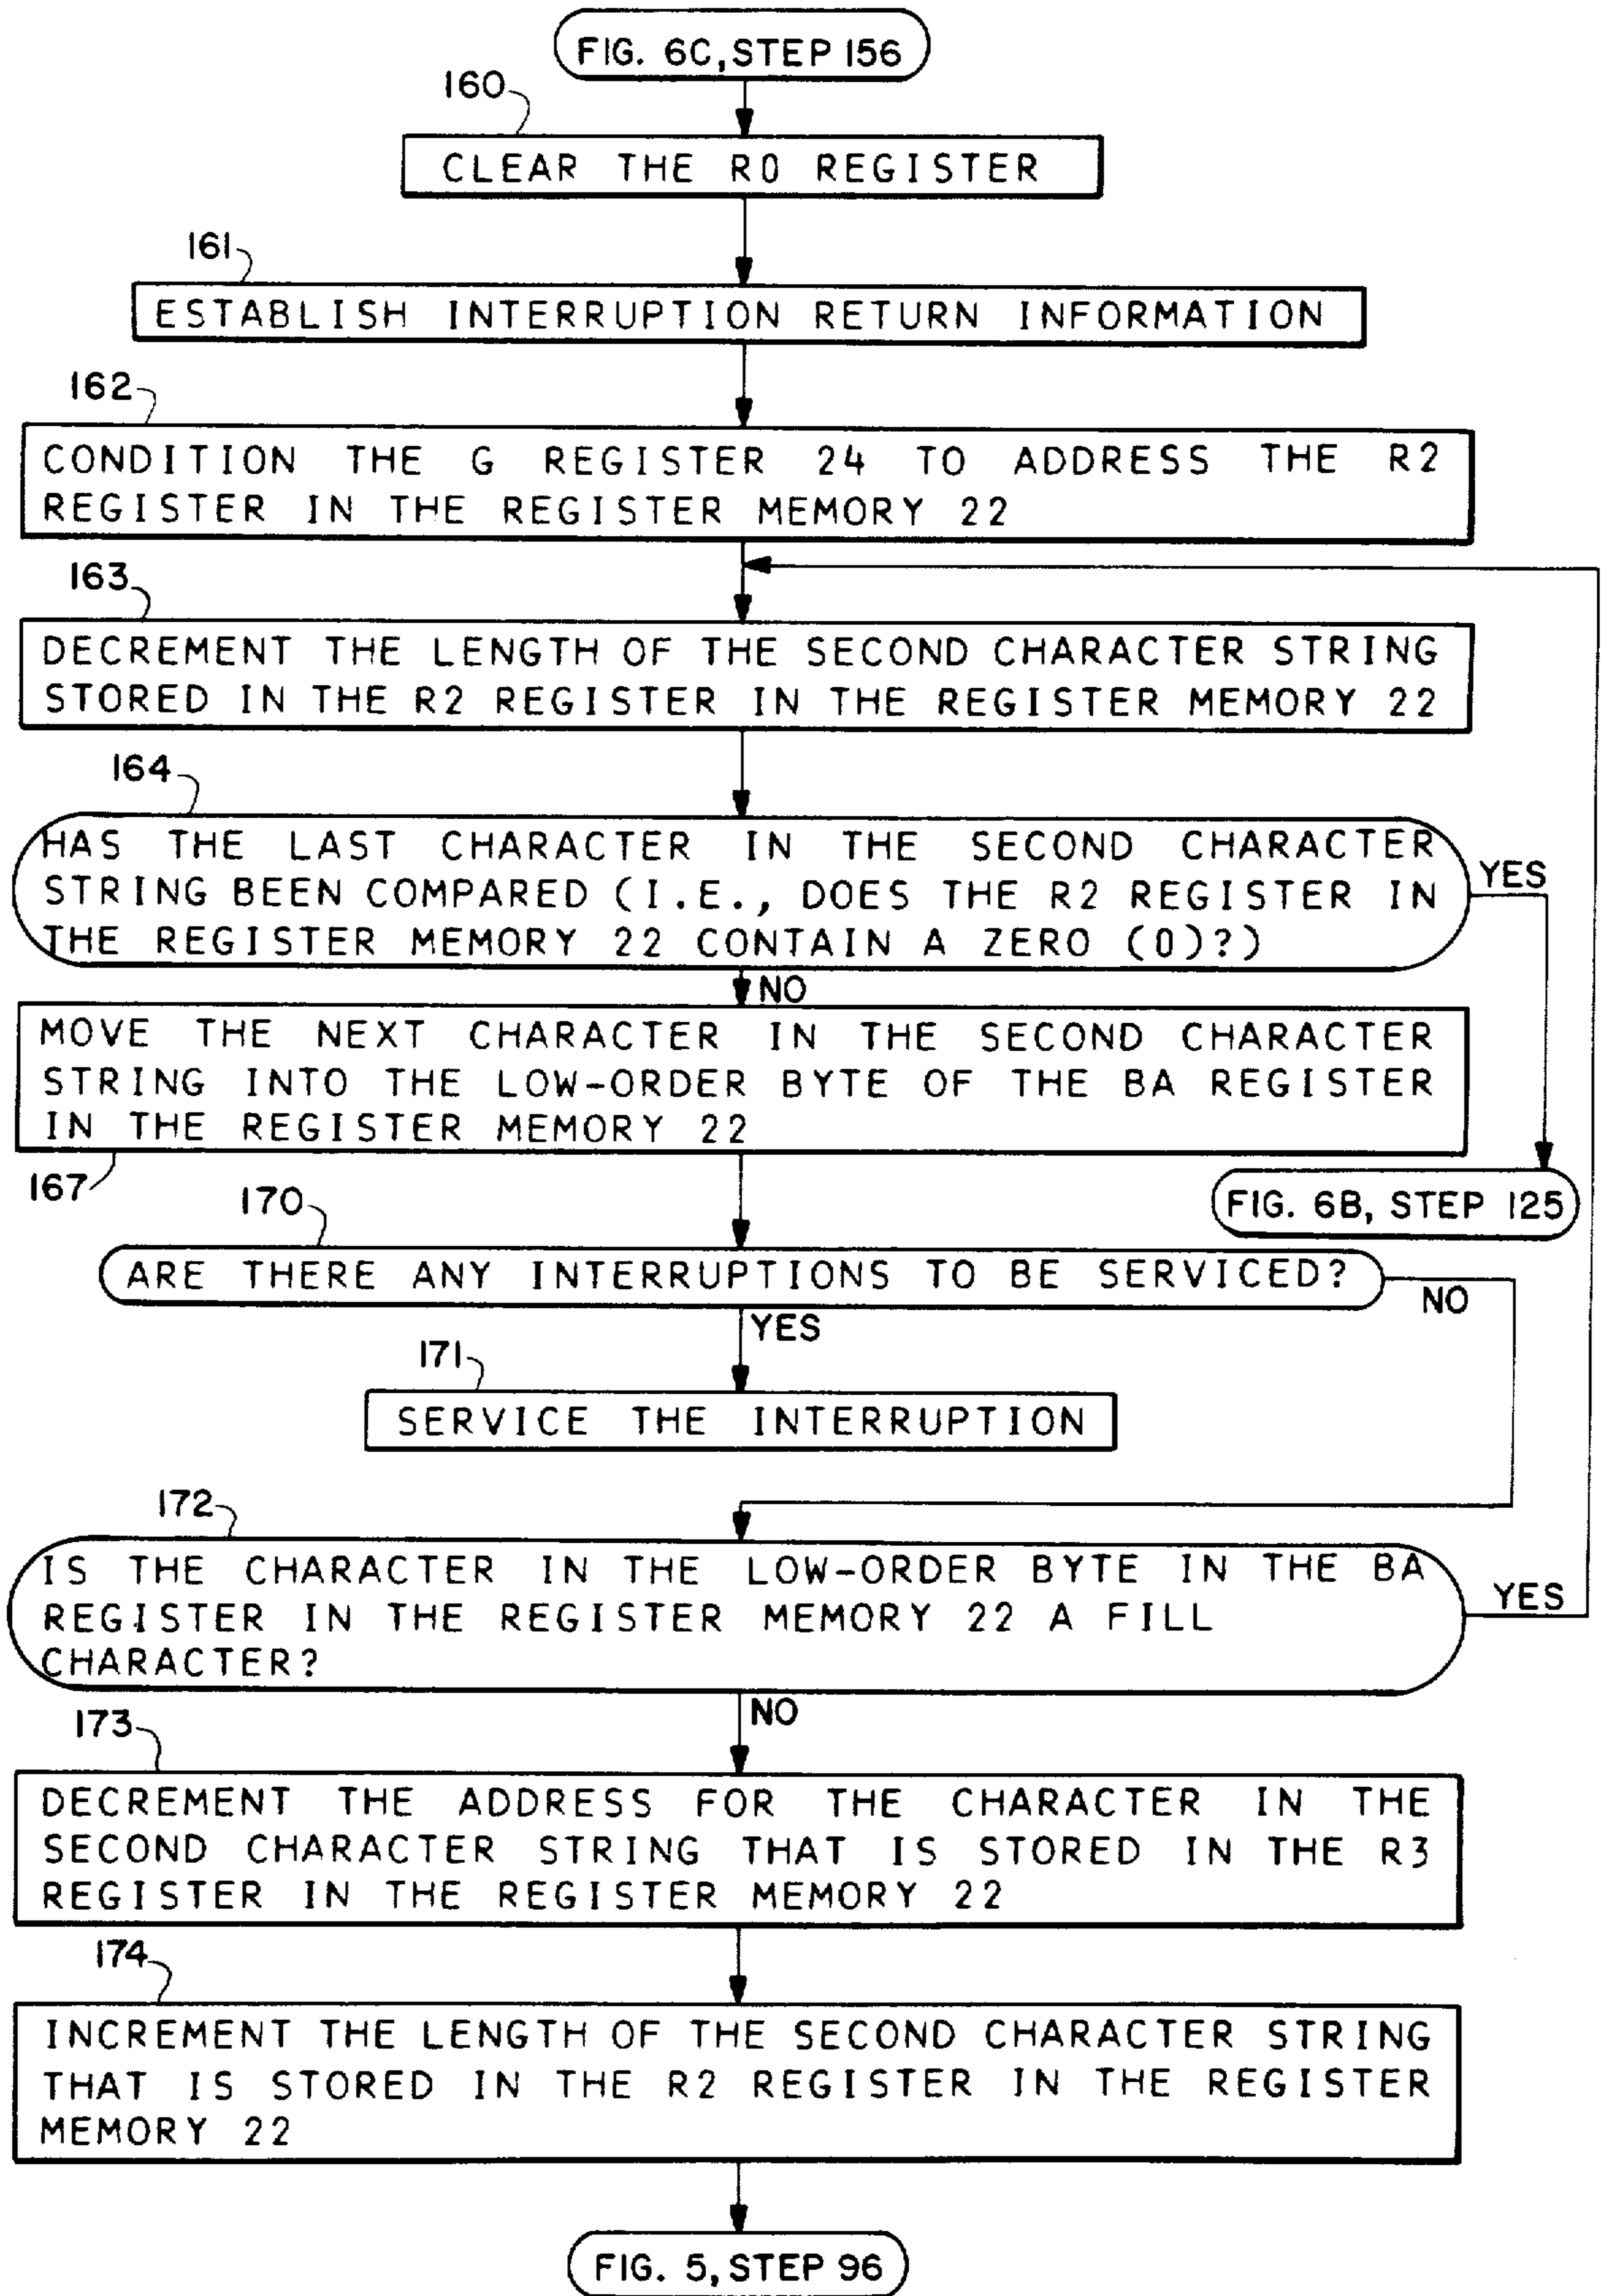 FIG. 6C, STEP 156
160
CLEAR THE R0 REGISTER
161
ESTABLISH INTERRUPTION RETURN INFORMATION
162
CONDITION THE G REGISTER 24 TO ADDRESS THE R2
REGISTER IN THE REGISTER MEMORY 22
163
DECREMENT THE LENGTH OF THE SECOND CHARACTER STRING
STORED IN THE R2 REGISTER IN THE REGISTER MEMORY 22
164
HAS THE LAST CHARACTER IN THE SECOND CHARACTER
STRING BEEN COMPARED (I.E., DOES THE R2 REGISTER IN
THE REGISTER MEMORY 22 CONTAIN A ZERO (0)?)
YES
NO
MOVE THE NEXT CHARACTER IN THE SECOND CHARACTER
STRING INTO THE LOW-ORDER BYTE OF THE BA REGISTER
IN THE REGISTER MEMORY 22
167
FIG. 6B, STEP 125
170
ARE THERE ANY INTERRUPTIONS TO BE SERVICED?
NO
YES
171
SERVICE THE INTERRUPTION
172
IS THE CHARACTER IN THE LOW-ORDER BYTE IN THE BA
REGISTER IN THE REGISTER MEMORY 22 A FILL
CHARACTER?
YES
NO
173
DECREMENT THE ADDRESS FOR THE CHARACTER IN THE
SECOND CHARACTER STRING THAT IS STORED IN THE R3
REGISTER IN THE REGISTER MEMORY 22
174
INCREMENT THE LENGTH OF THE SECOND CHARACTER STRING
THAT IS STORED IN THE R2 REGISTER IN THE REGISTER
MEMORY 22
FIG. 5, STEP 96